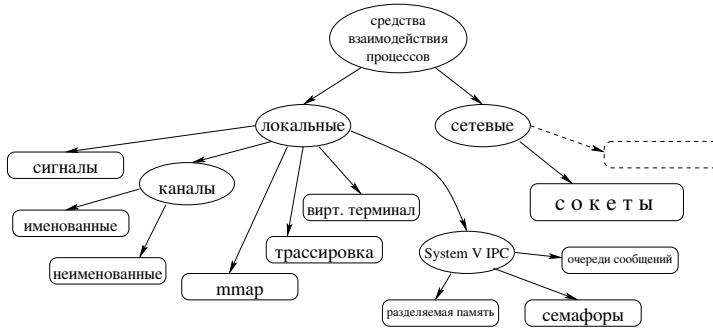 средства
взаимодействия
процессов
локальные
сетевые
сигналы
каналы
с о к е т ы
вирт. терминал
именованные
трассировка
System V IPC
очереди сообщений
неименованные
mmap
разделяемая память
семафоры